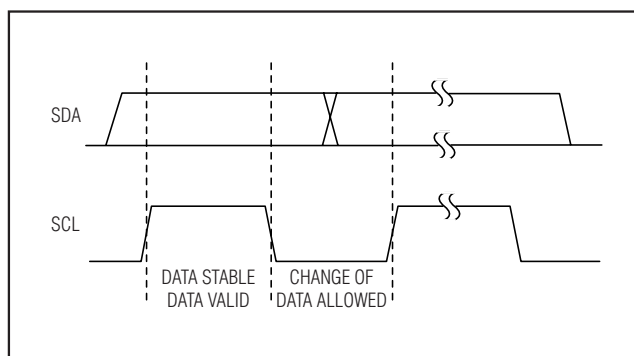 SDA
SCL
DATA STABLE
DATA VALID
CHANGE OF
DATA ALLOWED